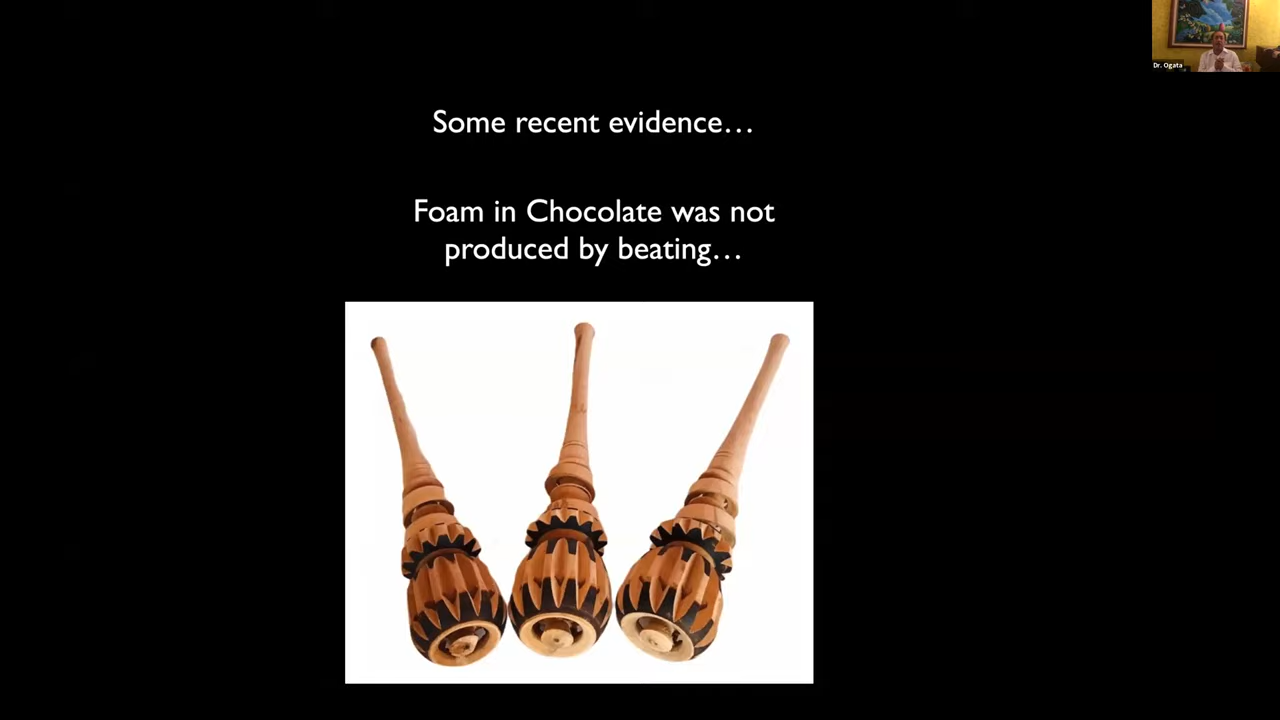 Dr. Ogata
Some recent evidence…
Foam in Chocolate was not
produced by beating…